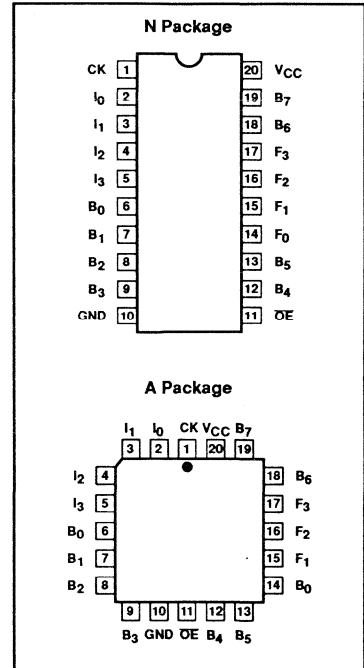 N Package
CK 1 20 VCC
I0 2 19 B7
I1 3 18 B6
I2 4 17 F3
I3 5 16 F2
B0 6 15 F1
B1 7 14 F0
B2 8 13 B5
B3 9 12 B4
GND 10 11 OE
A Package
I1 I0 CK VCC B7
3 2 1 20 19
I2 4 18 B6
I3 5 17 F3
B0 6 16 F2
B1 7 15 F1
B2 8 14 B0
9 10 11 12 13
B3 GND OE B4 B5